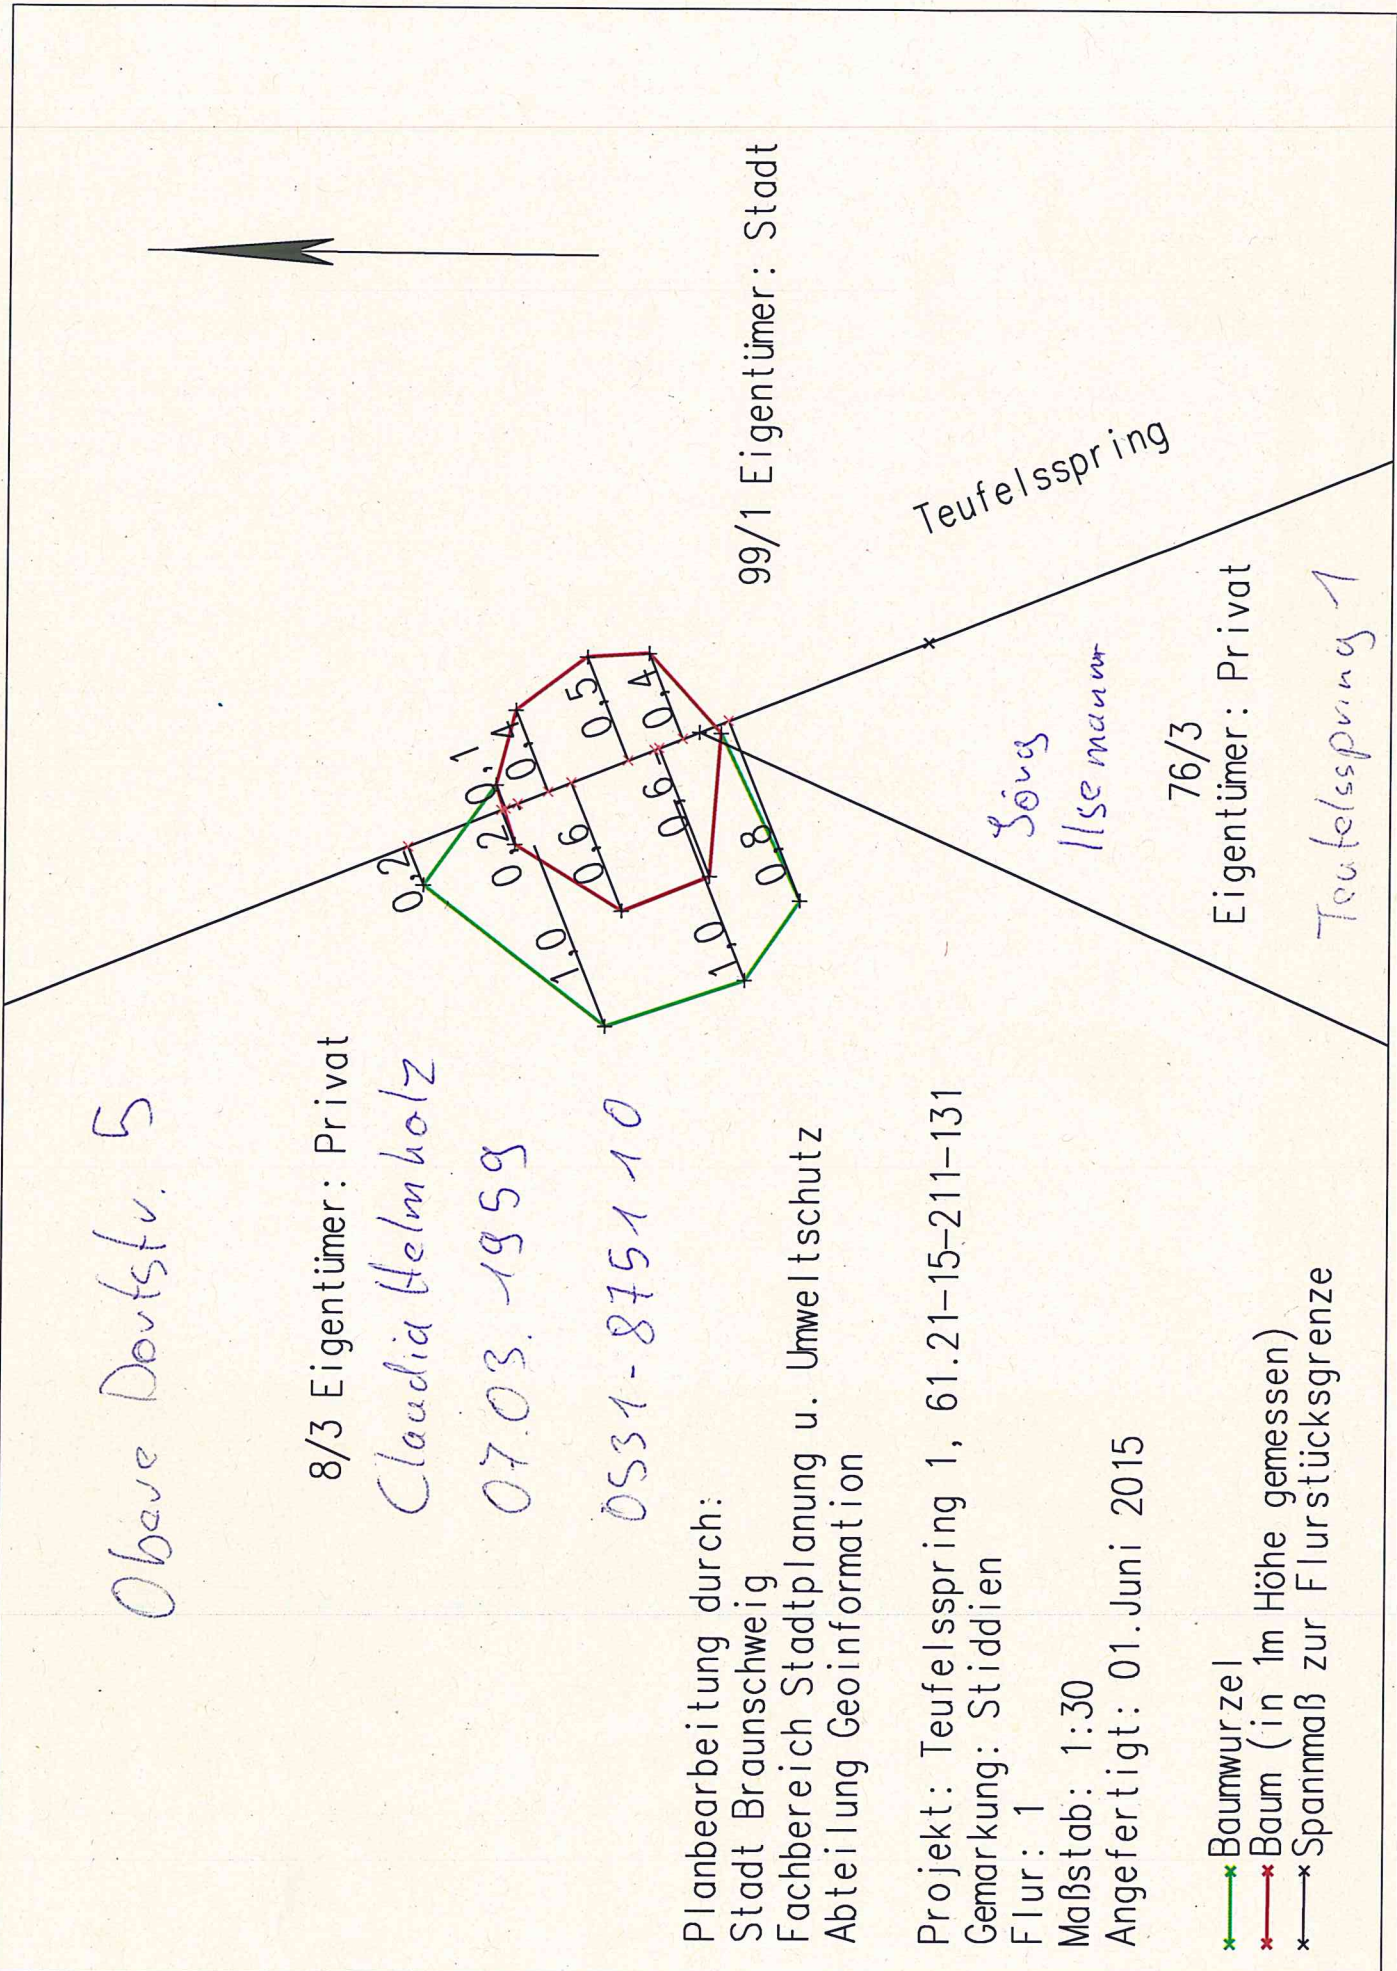 Obere Dorfstr. 5
8/3 Eigentümer: Privat
Claudia Helmholz
07.03.1959
0531-875110
0,2
0,1
0,2
0,4
1,0
0,6
0,5
0,6
0,4
1,0
0,8
99/1 Eigentümer: Stadt
Teufelsspring
Ilsemann
76/3
Eigentümer: Privat
Teufelsspring 1
Planbearbeitung durch:
Stadt Braunschweig
Fachbereich Stadtplanung u. Umweltschutz
Abteilung Geoinformation
Projekt: Teufelsspring 1, 61.21-15-211-131
Gemarkung: Stiddien
Flur: 1
Maßstab: 1:30
Angefertigt: 01.Juni 2015
Baumwurzel
Baum (in 1m Höhe gemessen)
Spannmaß zur Flurstücksgrenze